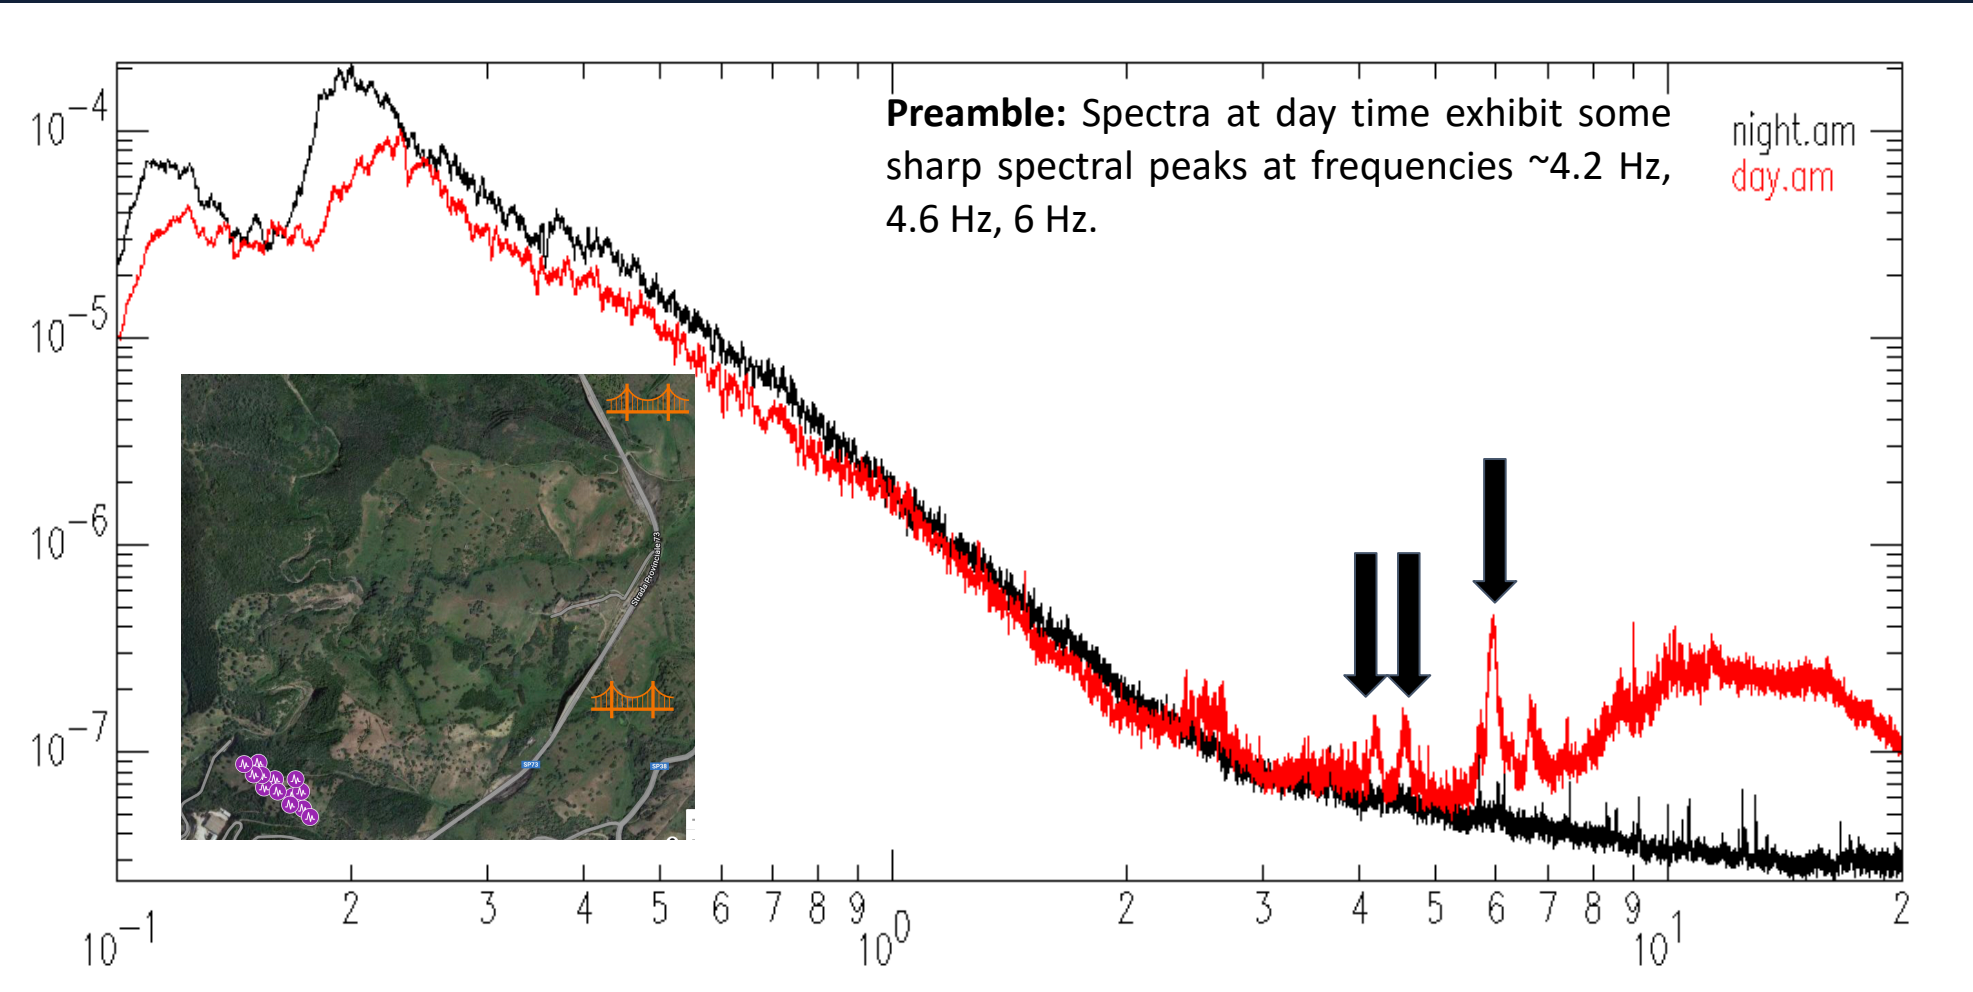 Preamble: Spectra at day time exhibit some
sharp spectral peaks at frequencies ~4.2 Hz,
4.6 Hz, 6 Hz.
night.am
day.am
10^-4
10^-5
10^-6
10^-7
Strada Provinciale 73
SP73
SP38
2 3 4 5 6 7 8 9 2 3 4 5 6 7 8 9 2
10^-1 10^0 10^1